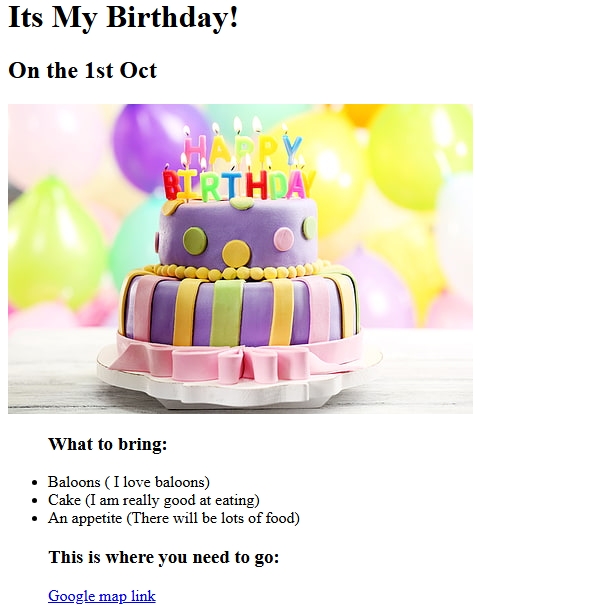 Its My Birthday!
On the 1st Oct
HAPPY
BIRTHDAY
What to bring:
Baloons ( I love baloons)
Cake (I am really good at eating)
An appetite (There will be lots of food)
This is where you need to go:
Google map link